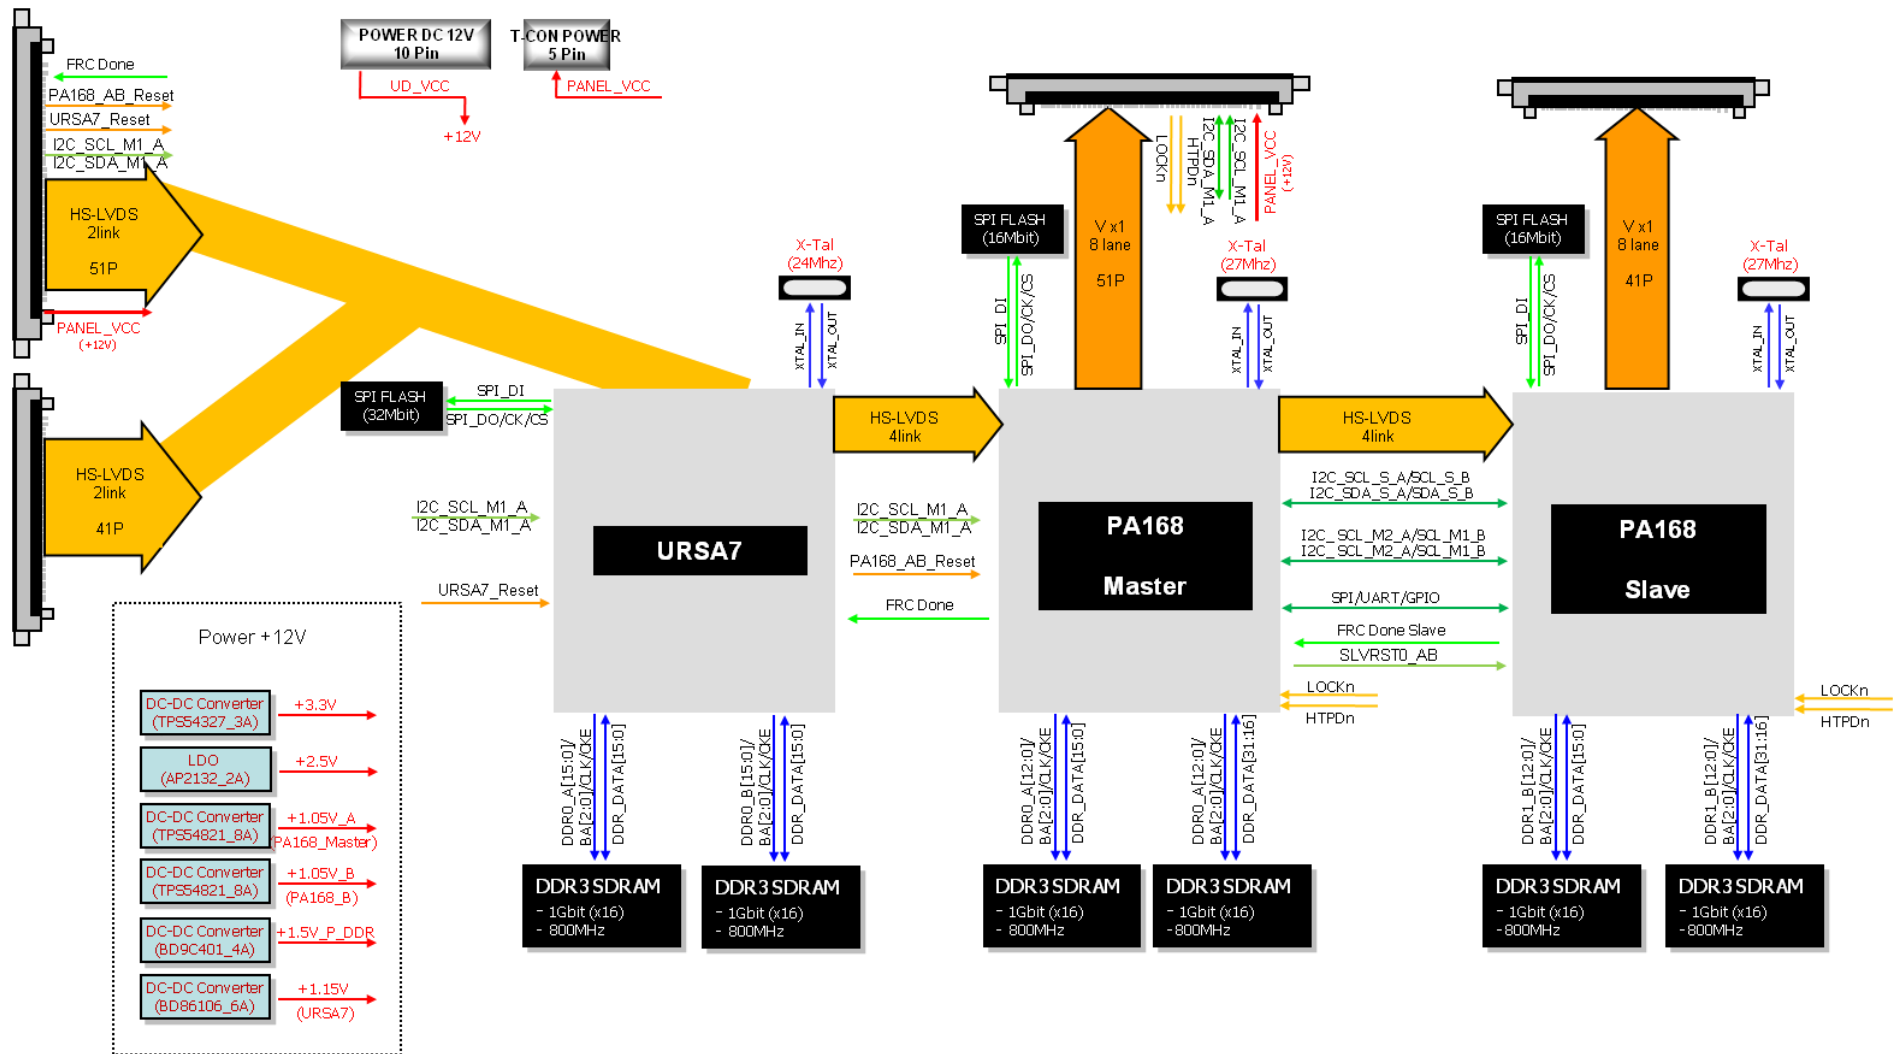 POWER DC 12V
10 Pin
T-CON POWER
5 Pin
UD_VCC
+12V
PANEL_VCC
FRC Done
PA168_AB_Reset
URSA7_Reset
I2C_SCL_M1_A
I2C_SDA_M1_A
HS-LVDS
2link
51P
PANEL_VCC
(+12V)
HS-LVDS
2link
41P
SPI FLASH
(32Mbit)
SPI_DI
SPI_DO/CK/CS
X-Tal
(24Mhz)
XTAL_IN
XTAL_OUT
I2C_SCL_M1_A
I2C_SDA_M1_A
URSA7_Reset
URSA7
HS-LVDS
4link
I2C_SCL_M1_A
I2C_SDA_M1_A
PA168_AB_Reset
FRC Done
SPI FLASH
(16Mbit)
SPI_DI
SPI_DO/CK/CS
V x1
8 lane
51P
LOCKn
HTPDn
I2C_SDA_M1_A
I2C_SCL_M1_A
PANEL_VCC
(+12V)
X-Tal
(27Mhz)
XTAL_IN
XTAL_OUT
PA168
Master
HS-LVDS
4link
I2C_SCL_S_A/SCL_S_B
I2C_SDA_S_A/SDA_S_B
I2C_SCL_M2_A/SCL_M1_B
I2C_SCL_M2_A/SCL_M1_B
SPI/UART/GPIO
FRC Done Slave
SLVRST0_AB
LOCKn
HTPDn
SPI FLASH
(16Mbit)
SPI_DI
SPI_DO/CK/CS
V x1
8 lane
41P
X-Tal
(27Mhz)
XTAL_IN
XTAL_OUT
PA168
Slave
LOCKn
HTPDn
Power +12V
DC-DC Converter
(TPS54327_3A)
+3.3V
LDO
(AP2132_2A)
+2.5V
DC-DC Converter
(TPS54821_8A)
+1.05V_A
(PA168_Master)
DC-DC Converter
(TPS54821_8A)
+1.05V_B
(PA168_B)
DC-DC Converter
(BD9C401_4A)
+1.5V_P_DDR
DC-DC Converter
(BD86106_6A)
+1.15V
(URSA7)
DDR0_A[15:0]/
BA[2:0]/CLK/CKE
DDR_DATA[15:0]
DDR0_B[15:0]/
BA[2:0]/CLK/CKE
DDR_DATA[15:0]
DDR0_A[12:0]/
BA[2:0]/CLK/CKE
DDR_DATA[15:0]
DDR0_A[12:0]/
BA[2:0]/CLK/CKE
DDR_DATA[31:16]
DDR1_B[12:0]/
BA[2:0]/CLK/CKE
DDR_DATA[15:0]
DDR1_B[12:0]/
BA[2:0]/CLK/CKE
DDR_DATA[31:16]
DDR3 SDRAM
- 1Gbit (x16)
- 800MHz
DDR3 SDRAM
- 1Gbit (x16)
- 800MHz
DDR3 SDRAM
- 1Gbit (x16)
- 800MHz
DDR3 SDRAM
- 1Gbit (x16)
-800MHz
DDR3 SDRAM
- 1Gbit (x16)
-800MHz
DDR3 SDRAM
- 1Gbit (x16)
-800MHz